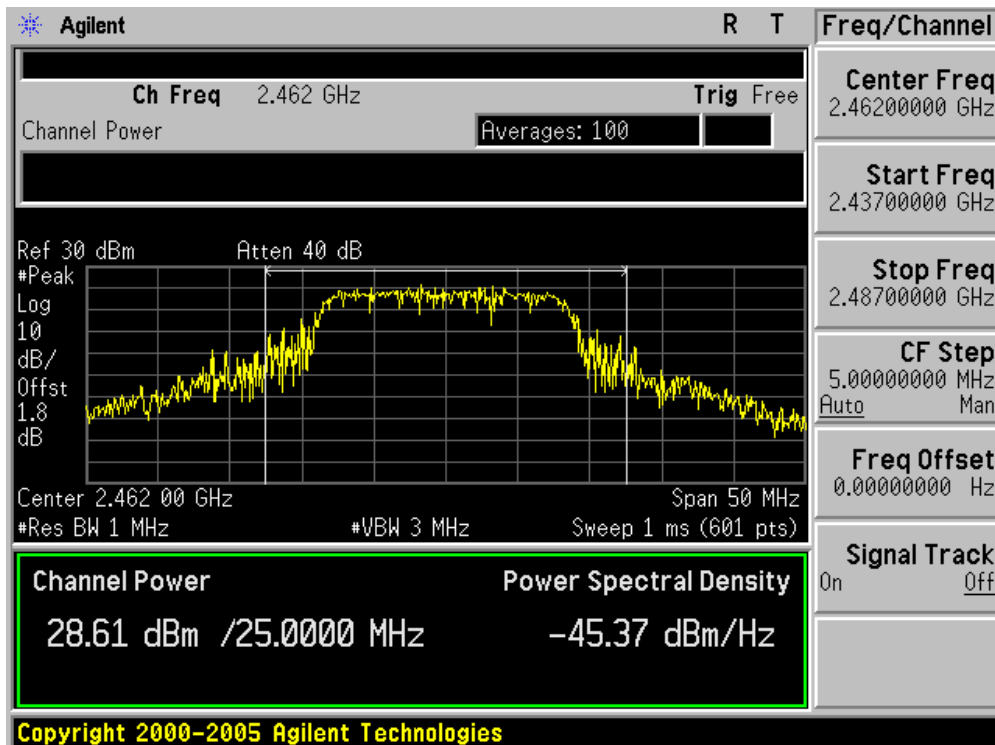 Agilent R T Freq/Channel
Ch Freq 2.462 GHz Trig Free
Channel Power Averages: 100
Center Freq
2.46200000 GHz
Start Freq
2.43700000 GHz
Stop Freq
2.48700000 GHz
CF Step
5.00000000 MHz
Auto Man
Freq Offset
0.00000000 Hz
Signal Track
On Off
Ref 30 dBm Atten 40 dB
#Peak
Log
10
dB/
Offst
1.8
dB
Center 2.462 00 GHz Span 50 MHz
#Res BW 1 MHz #VBW 3 MHz Sweep 1 ms (601 pts)
Channel Power Power Spectral Density
28.61 dBm /25.0000 MHz -45.37 dBm/Hz
Copyright 2000-2005 Agilent Technologies